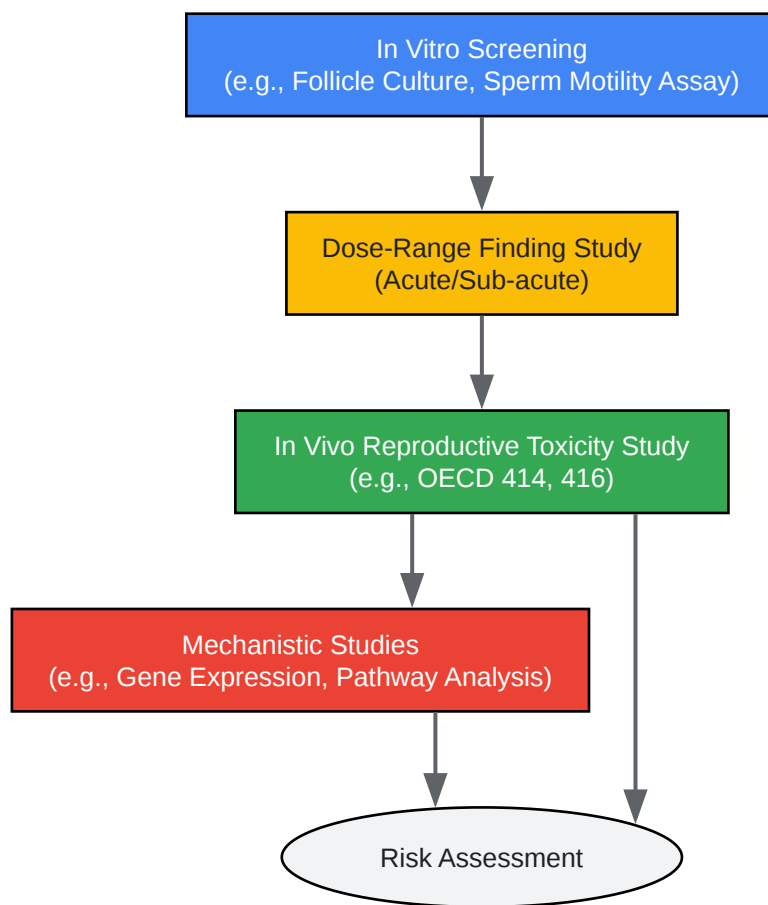 In Vitro Screening
(e.g., Follicle Culture, Sperm Motility Assay)
Dose-Range Finding Study
(Acute/Sub-acute)
In Vivo Reproductive Toxicity Study
(e.g., OECD 414, 416)
Mechanistic Studies
(e.g., Gene Expression, Pathway Analysis)
Risk Assessment